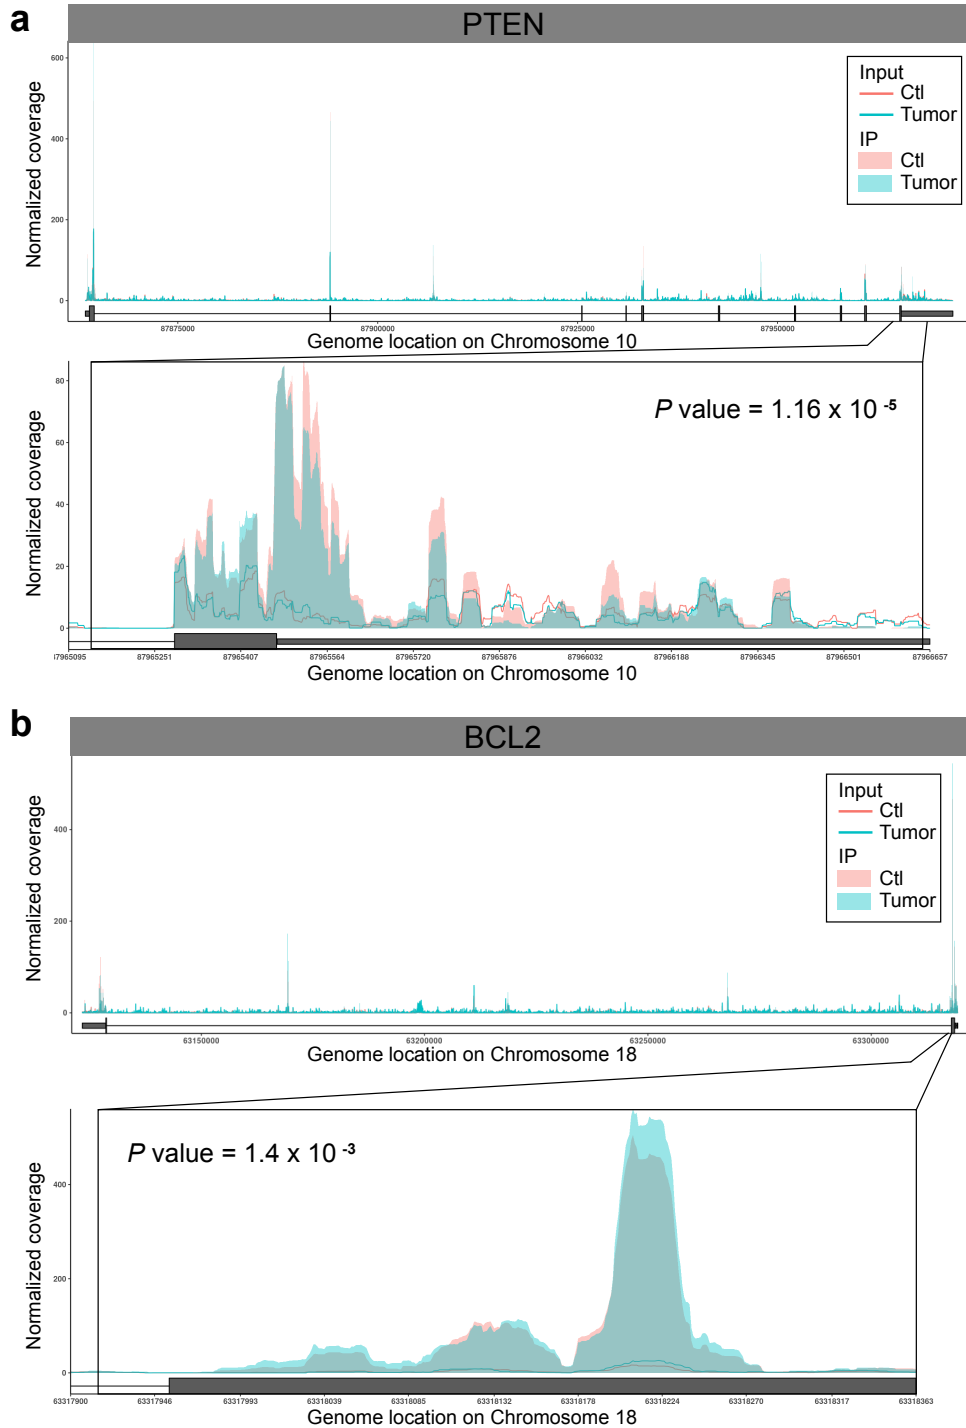 a
PTEN
Normalized coverage
600
400
200
0
Input
Ctl
Tumor
IP
Ctl
Tumor
87875000 87900000 87925000 87950000
Genome location on Chromosome 10
Normalized coverage
80
60
40
20
0
P value = 1.16 x 10 -5
87965095 87965251 87965407 87965564 87965720 87965876 87966032 87966188 87966345 87966501 87966657
Genome location on Chromosome 10
b
BCL2
Normalized coverage
400
200
0
Input
Ctl
Tumor
IP
Ctl
Tumor
63150000 63200000 63250000 63300000
Genome location on Chromosome 18
Normalized coverage
400
200
0
P value = 1.4 x 10 -3
63317900 63317946 63317993 63318039 63318085 63318132 63318178 63318224 63318270 63318317 63318363
Genome location on Chromosome 18